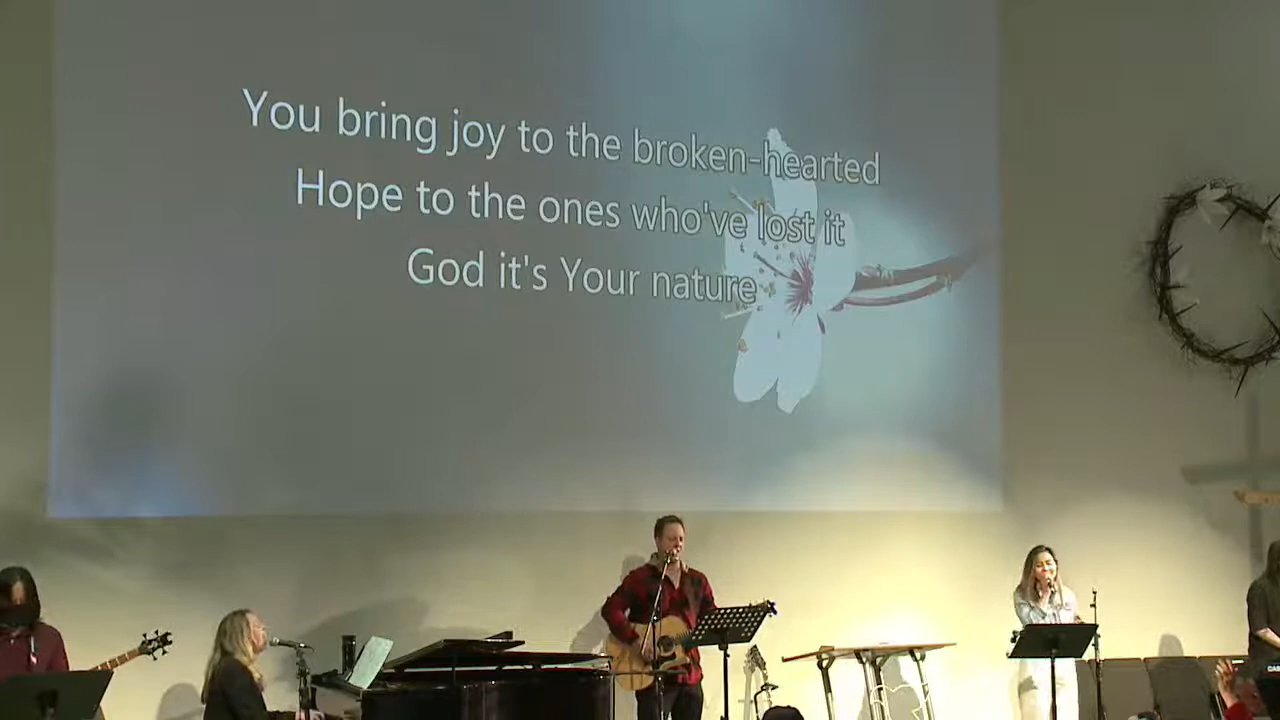 You bring joy to the broken-hearted
Hope to the ones who've lost it
God it's Your nature